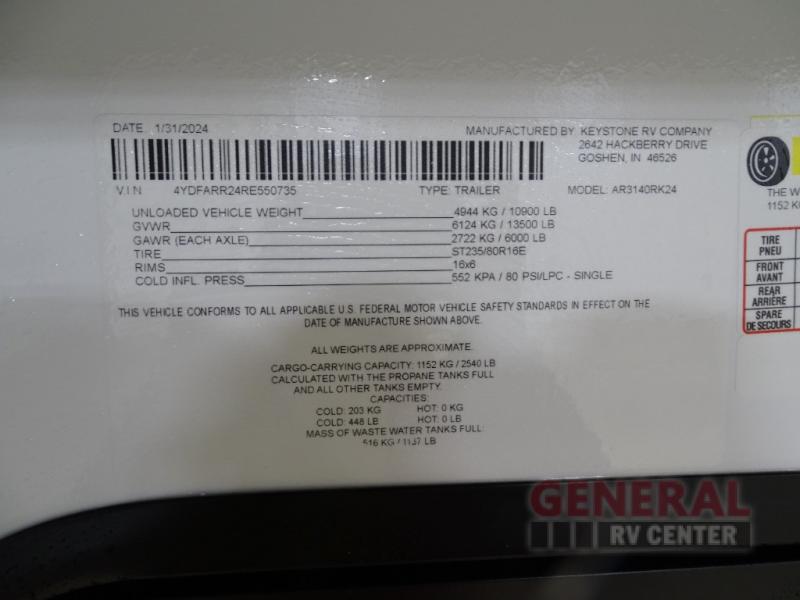 DATE 1/31/2024
MANUFACTURED BY KEYSTONE RV COMPANY
2642 HACKBERRY DRIVE
GOSHEN, IN 46526
V I N 4YDFARR24RE550735 TYPE: TRAILER MODEL: AR3140RK24
UNLOADED VEHICLE WEIGHT 4944 KG / 10900 LB
GVWR 6124 KG / 13500 LB
GAWR (EACH AXLE) 2722 KG / 6000 LB
TIRE ST235/80R16E
RIMS 16x6
COLD INFL. PRESS 552 KPA / 80 PSI/LPC - SINGLE
THIS VEHICLE CONFORMS TO ALL APPLICABLE U.S. FEDERAL MOTOR VEHICLE SAFETY STANDARDS IN EFFECT ON THE
DATE OF MANUFACTURE SHOWN ABOVE.
ALL WEIGHTS ARE APPROXIMATE.
CARGO-CARRYING CAPACITY: 1152 KG / 2540 LB
CALCULATED WITH THE PROPANE TANKS FULL
AND ALL OTHER TANKS EMPTY.
CAPACITIES:
COLD: 203 KG HOT: 0 KG
COLD: 448 LB HOT: 0 LB
MASS OF WASTE WATER TANKS FULL:
516 KG / 1137 LB
THE W
1152 K
TIRE
PNEU
FRONT
AVANT
REAR
ARRIÈRE
SPARE
DE SECOURS
GENERAL
RV CENTER